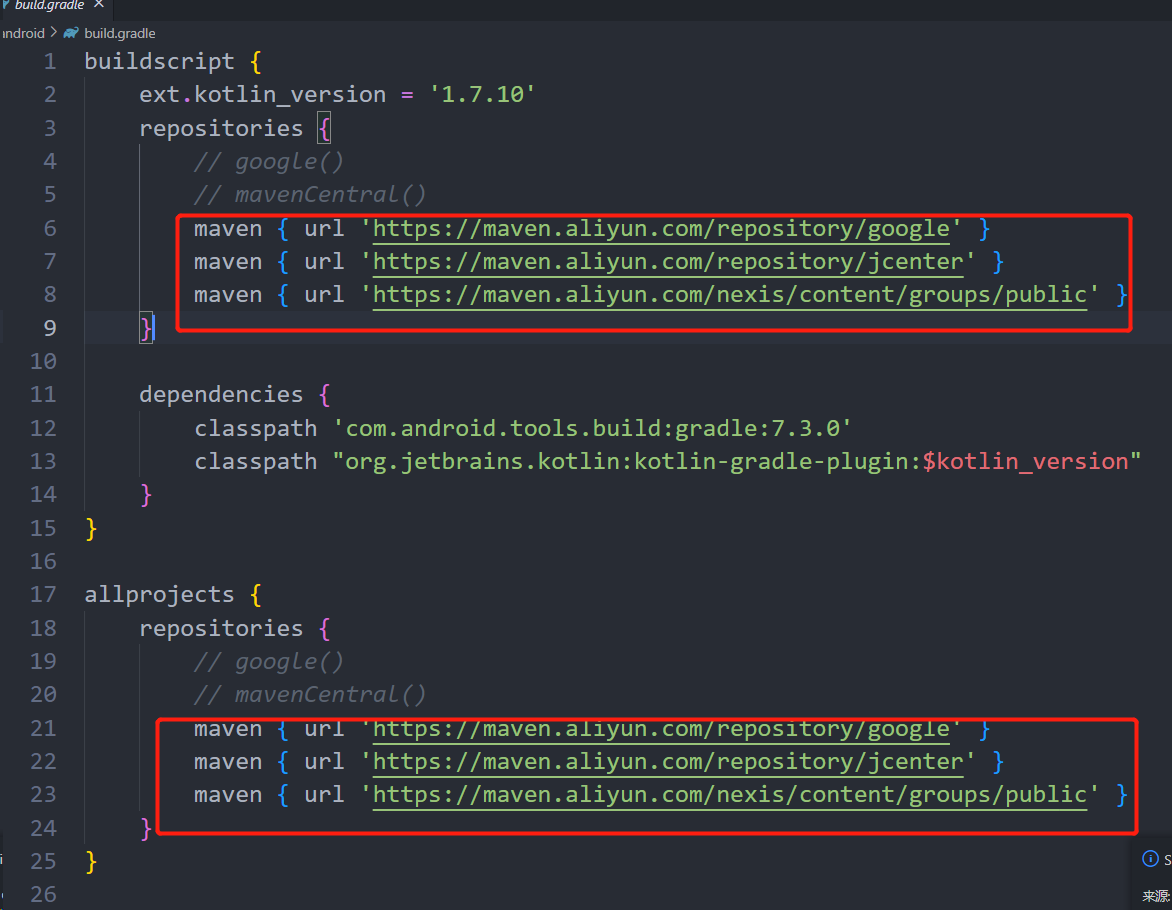 build.gradle ×
android > build.gradle
1 buildscript {
2 ext.kotlin_version = '1.7.10'
3 repositories {
4 // google()
5 // mavenCentral()
6 maven { url 'https://maven.aliyun.com/repository/google' }
7 maven { url 'https://maven.aliyun.com/repository/jcenter' }
8 maven { url 'https://maven.aliyun.com/nexis/content/groups/public' }
9 }
10
11 dependencies {
12 classpath 'com.android.tools.build:gradle:7.3.0'
13 classpath "org.jetbrains.kotlin:kotlin-gradle-plugin:$kotlin_version"
14 }
15 }
16
17 allprojects {
18 repositories {
19 // google()
20 // mavenCentral()
21 maven { url 'https://maven.aliyun.com/repository/google' }
22 maven { url 'https://maven.aliyun.com/repository/jcenter' }
23 maven { url 'https://maven.aliyun.com/nexis/content/groups/public' }
24 }
25 }
26
S
来源: